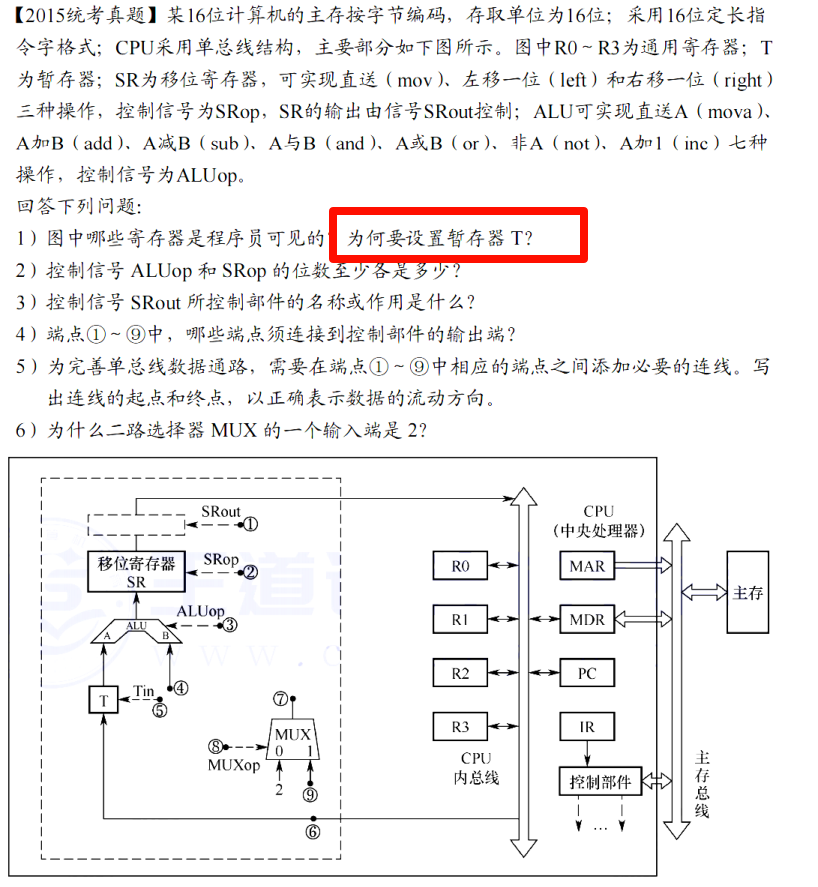 【2015统考真题】某16位计算机的主存按字节编码，存取单位为16位；采用16位定长指
令字格式；CPU采用单总线结构，主要部分如下图所示。图中R0～R3为通用寄存器；T
为暂存器；SR为移位寄存器，可实现直送（mov）、左移一位（left）和右移一位（right）
三种操作，控制信号为SRop，SR的输出由信号SRout控制；ALU可实现直送A（mova）、
A加B（add）、A减B（sub）、A与B（and）、A或B（or）、非A（not）、A加1（inc）七种
操作，控制信号为ALUop。
回答下列问题：
1）图中哪些寄存器是程序员可见的？为何要设置暂存器 T？
2）控制信号 ALUop 和 SRop 的位数至少各是多少？
3）控制信号 SRout 所控制部件的名称或作用是什么？
4）端点①～⑨中，哪些端点须连接到控制部件的输出端？
5）为完善单总线数据通路，需要在端点①～⑨中相应的端点之间添加必要的连线。写
出连线的起点和终点，以正确表示数据的流动方向。
6）为什么二路选择器 MUX 的一个输入端是 2？
SRout
①
CPU
（中央处理器）
移位寄存器
SR
SRop
②
R0
MAR
主存
ALUop
③
ALU
A
B
R1
MDR
T
Tin
④
⑤
R2
PC
⑦
MUX
0
1
⑧
MUXop
2
⑨
R3
IR
CPU
内总线
控制部件
主存总线
⑥
…
www.c